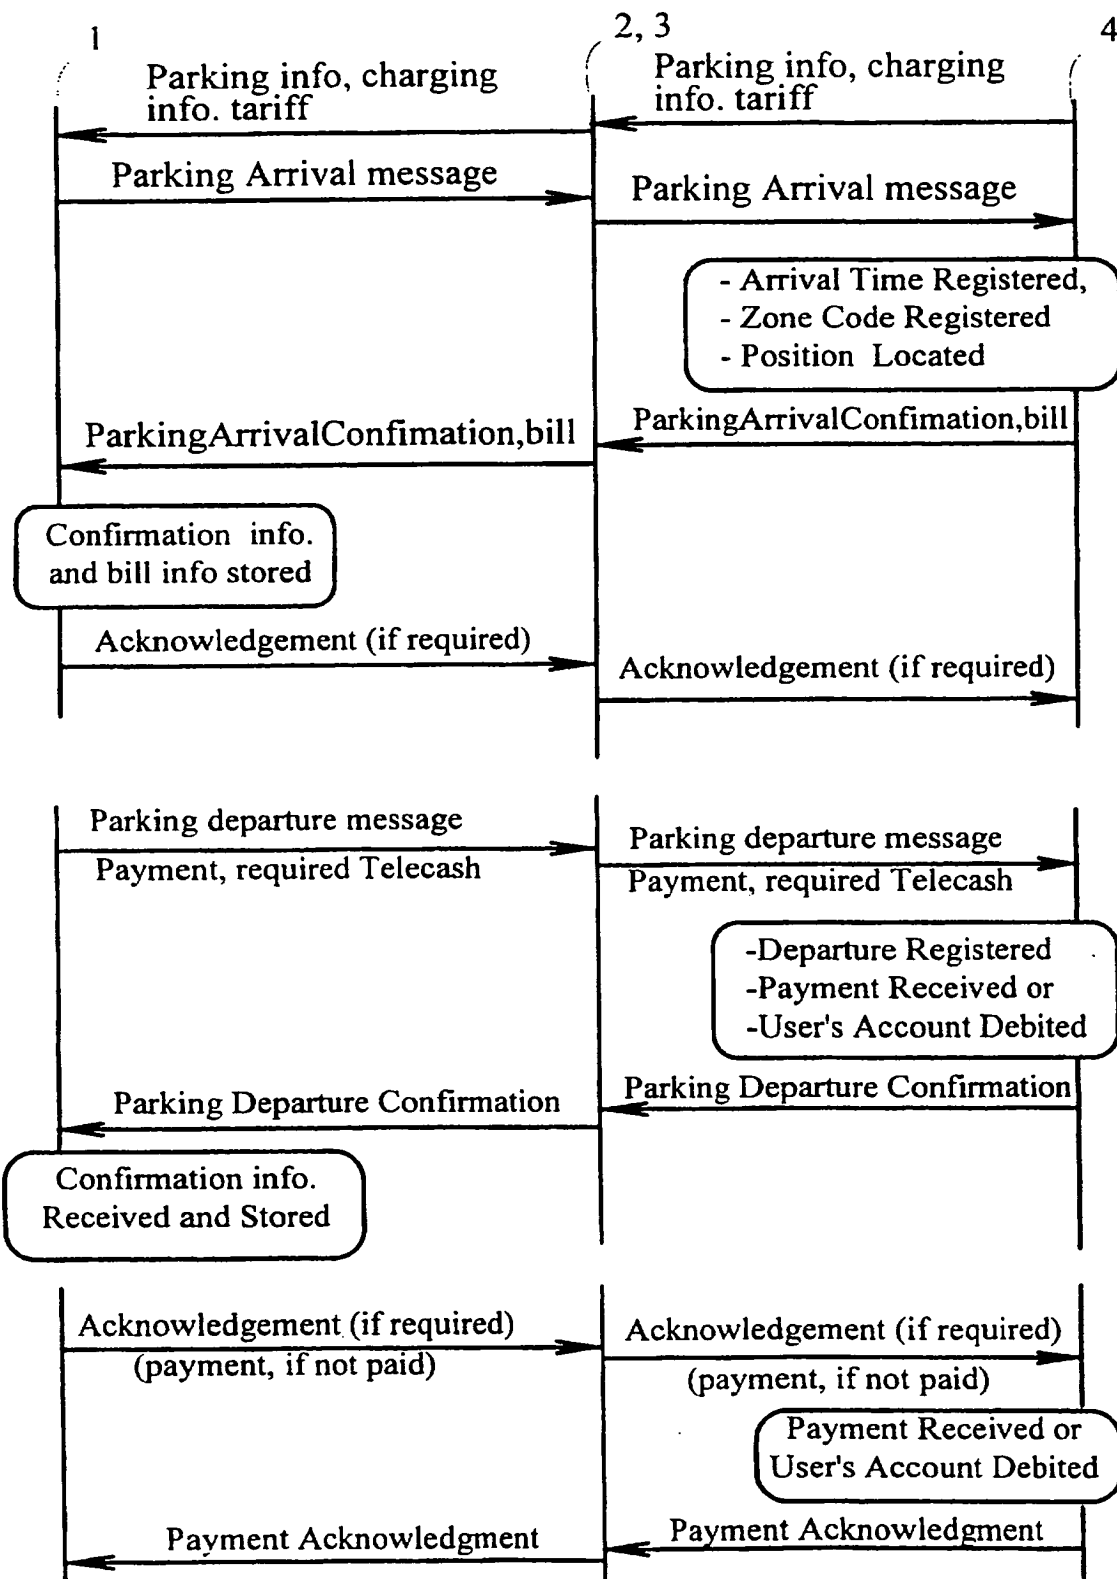 1
2, 3
4
Parking info, charging
info. tariff
Parking info, charging
info. tariff
Parking Arrival message
Parking Arrival message
- Arrival Time Registered,
- Zone Code Registered
- Position Located
ParkingArrivalConfimation,bill
ParkingArrivalConfimation,bill
Confirmation info.
and bill info stored
Acknowledgement (if required)
Acknowledgement (if required)
Parking departure message
Payment, required Telecash
Parking departure message
Payment, required Telecash
-Departure Registered
-Payment Received or
-User's Account Debited
Parking Departure Confirmation
Parking Departure Confirmation
Confirmation info.
Received and Stored
Acknowledgement (if required)
(payment, if not paid)
Acknowledgement (if required)
(payment, if not paid)
Payment Received or
User's Account Debited
Payment Acknowledgment
Payment Acknowledgment